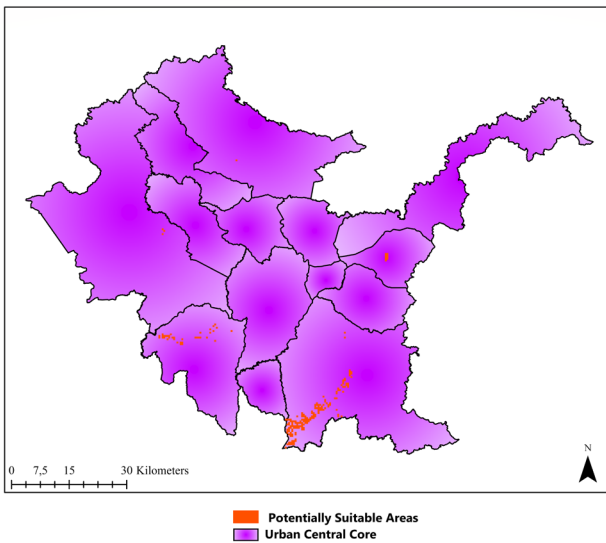 N
0 7,5 15 30 Kilometers
Potentially Suitable Areas
Urban Central Core